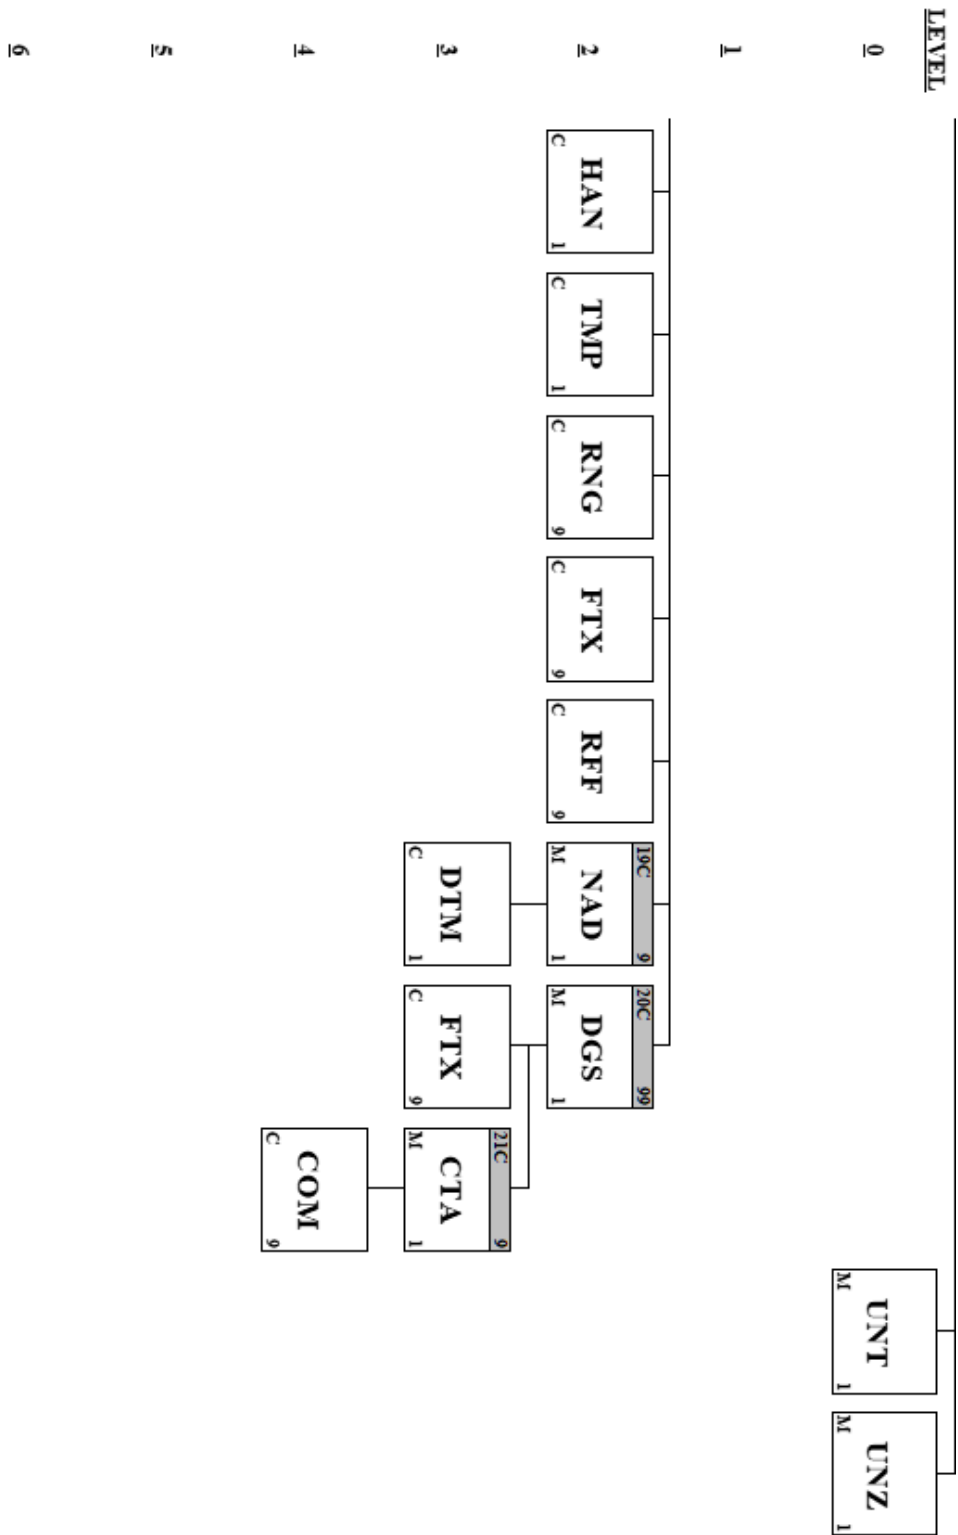 LEVEL
0
UNT
M 1
UNZ
M 1
1
2
HAN
C 1
TMP
C 1
RNG
C 9
FTX
C 9
RFF
C 9
19C 9
NAD
M 1
20C 99
DGS
M 1
3
DTM
C 1
FTX
C 9
21C 9
CTA
M 1
4
COM
C 9
5
6